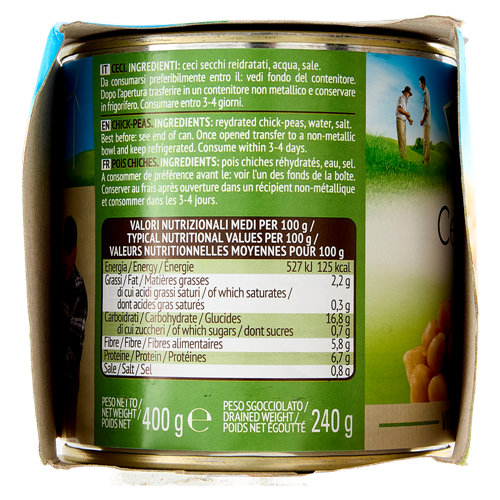 IT CECI. INGREDIENTI: ceci secchi reidratati, acqua, sale.
Da consumarsi preferibilmente entro il: vedi fondo del contenitore.
Dopo l'apertura trasferire in un contenitore non metallico e conservare
in frigorifero. Consumare entro 3-4 giorni.
EN CHICK-PEAS. INGREDIENTS: reydrated chick-peas, water, salt.
Best before: see end of can. Once opened transfer to a non-metallic
bowl and keep refrigerated. Consume within 3-4 days.
FR POIS CHICHES. INGRÉDIENTS: pois chiches réhydratés, eau, sel.
A consommer de préférence avant le: voir l'un des fonds de la boîte.
Conserver au frais après ouverture dans un récipient non-métallique
et consommer dans les 3-4 jours.
VALORI NUTRIZIONALI MEDI PER 100 g /
TYPICAL NUTRITIONAL VALUES PER 100 g /
VALEURS NUTRITIONNELLES MOYENNES POUR 100 g
Energia / Energy / Énergie 527 kJ 125 kcal
Grassi / Fat / Matières grasses 2,2 g
di cui acidi grassi saturi / of which saturates /
dont acides gras saturés 0,3 g
Carboidrati / Carbohydrate / Glucides 16,8 g
di cui zuccheri / of which sugars / dont sucres 0,7 g
Fibre / Fibre / Fibres alimentaires 5,8 g
Proteine / Protein / Protéines 6,7 g
Sale / Salt / Sel 0,8 g
PESO NETTO /
NET WEIGHT /
POIDS NET
400 g e
PESO SGOCCIOLATO /
DRAINED WEIGHT /
POIDS NET ÉGOUTTÉ
240 g
Ce